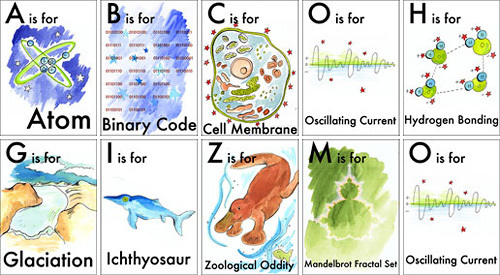 A is for
Atom
B is for
Binary Code
C is for
Cell Membrane
O is for
Oscillating Current
H is for
Hydrogen Bonding
G is for
Glaciation
I is for
Ichthyosaur
Z is for
Zoological Oddity
M is for
Mandelbrot Fractal Set
O is for
Oscillating Current